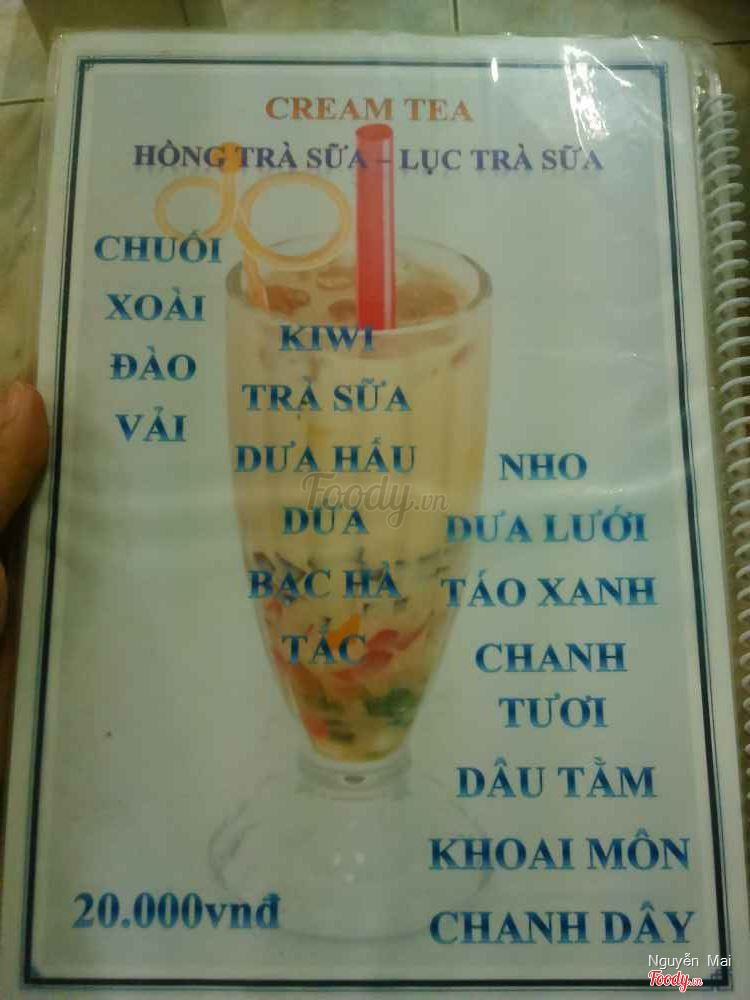 CREAM TEA
HỒNG TRÀ SỮA – LỤC TRÀ SỮA
CHUỐI
XOÀI
ĐÀO
VẢI
KIWI
TRÀ SỮA
DƯA HẤU
DỪA
BẠC HÀ
TẮC
NHO
DƯA LƯỚI
TÁO XANH
CHANH
TƯƠI
DÂU TẰM
KHOAI MÔN
CHANH DÂY
20.000vnđ
Foody.vn
Nguyễn Mai
Foody.vn